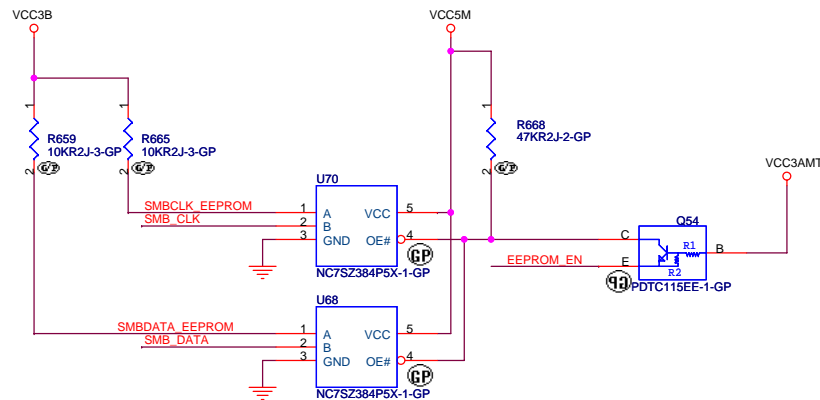 VCC3B
VCC5M
1
1
1
R659
10KR2J-3-GP
R665
10KR2J-3-GP
R668
47KR2J-2-GP
2
G/P
2
G/P
2
G/P
VCC3AMT
U70
SMBCLK_EEPROM
1
A
VCC
5
SMB_CLK
2
B
3
GND
OE#
4
GP
NC7SZ384P5X-1-GP
Q54
C
R1
B
EEPROM_EN
E
R2
GP
PDTC115EE-1-GP
U68
SMBDATA_EEPROM
1
A
VCC
5
SMB_DATA
2
B
3
GND
OE#
4
GP
NC7SZ384P5X-1-GP